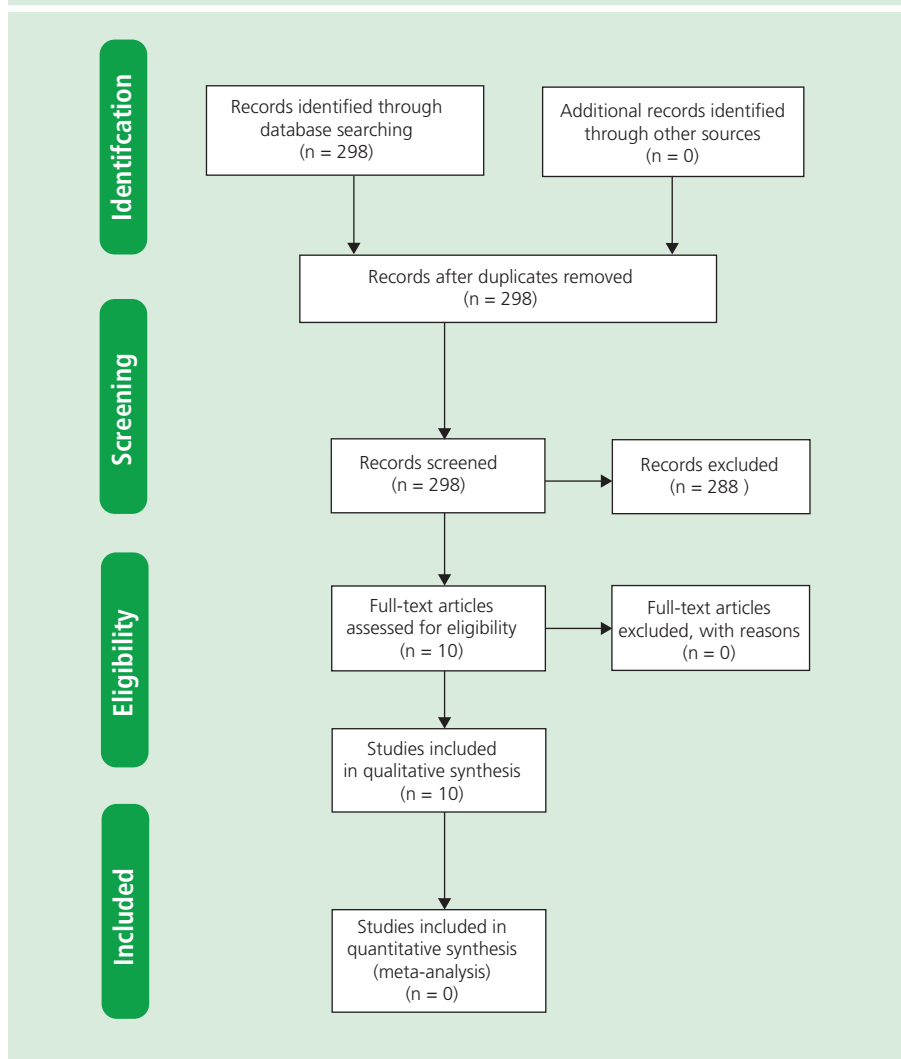 Identifcation
Records identified through
database searching
(n = 298)
Additional records identified
through other sources
(n = 0)
Records after duplicates removed
(n = 298)
Screening
Records screened
(n = 298)
Records excluded
(n = 288 )
Eligibility
Full-text articles
assessed for eligibility
(n = 10)
Full-text articles
excluded, with reasons
(n = 0)
Studies included
in qualitative synthesis
(n = 10)
Included
Studies included in
quantitative synthesis
(meta-analysis)
(n = 0)